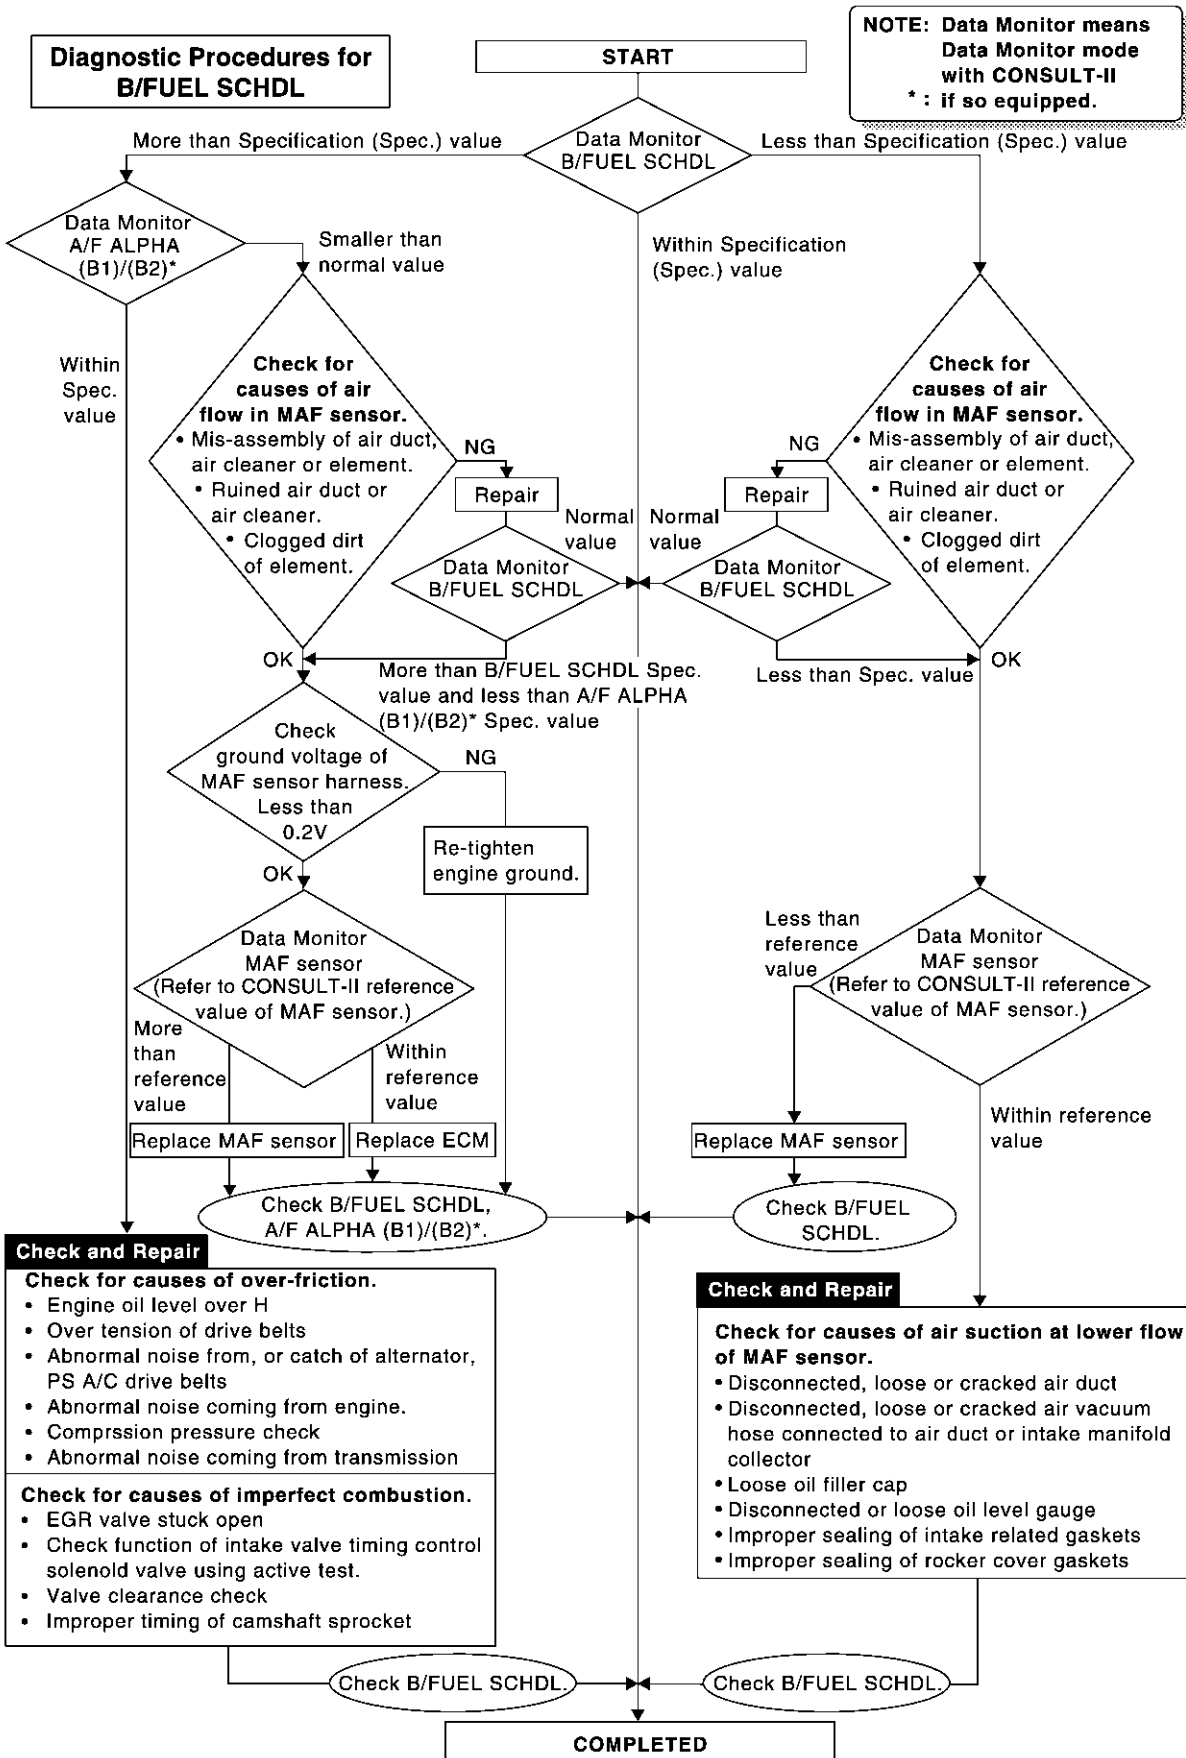 Diagnostic Procedures for
B/FUEL SCHDL
START
NOTE: Data Monitor means
Data Monitor mode
with CONSULT-II
* : if so equipped.
More than Specification (Spec.) value
Data Monitor
B/FUEL SCHDL
Less than Specification (Spec.) value
Data Monitor
A/F ALPHA
(B1)/(B2)*
Smaller than
normal value
Within Specification
(Spec.) value
Within
Spec.
value
Check for
causes of air
flow in MAF sensor.
• Mis-assembly of air duct,
air cleaner or element.
• Ruined air duct or
air cleaner.
• Clogged dirt
of element.
NG
Repair
Normal
value
Data Monitor
B/FUEL SCHDL
Check for
causes of air
flow in MAF sensor.
• Mis-assembly of air duct,
air cleaner or element.
• Ruined air duct or
air cleaner.
• Clogged dirt
of element.
NG
Repair
Normal
value
Data Monitor
B/FUEL SCHDL
OK
More than B/FUEL SCHDL Spec.
value and less than A/F ALPHA
(B1)/(B2)* Spec. value
Less than Spec. value
OK
Check
ground voltage of
MAF sensor harness.
Less than
0.2V
NG
Re-tighten
engine ground.
OK
Data Monitor
MAF sensor
(Refer to CONSULT-II reference
value of MAF sensor.)
More
than
reference
value
Within
reference
value
Replace MAF sensor
Replace ECM
Check B/FUEL SCHDL,
A/F ALPHA (B1)/(B2)*.
Less than
reference
value
Data Monitor
MAF sensor
(Refer to CONSULT-II reference
value of MAF sensor.)
Within reference
value
Replace MAF sensor
Check B/FUEL
SCHDL.
Check and Repair
Check for causes of over-friction.
• Engine oil level over H
• Over tension of drive belts
• Abnormal noise from, or catch of alternator,
PS A/C drive belts
• Abnormal noise coming from engine.
• Comprssion pressure check
• Abnormal noise coming from transmission
Check for causes of imperfect combustion.
• EGR valve stuck open
• Check function of intake valve timing control
solenold valve using active test.
• Valve clearance check
• Improper timing of camshaft sprocket
Check and Repair
Check for causes of air suction at lower flow
of MAF sensor.
• Disconnected, loose or cracked air duct
• Disconnected, loose or cracked air vacuum
hose connected to air duct or intake manifold
collector
• Loose oil filler cap
• Disconnected or loose oil level gauge
• Improper sealing of intake related gaskets
• Improper sealing of rocker cover gaskets
Check B/FUEL SCHDL.
Check B/FUEL SCHDL.
COMPLETED